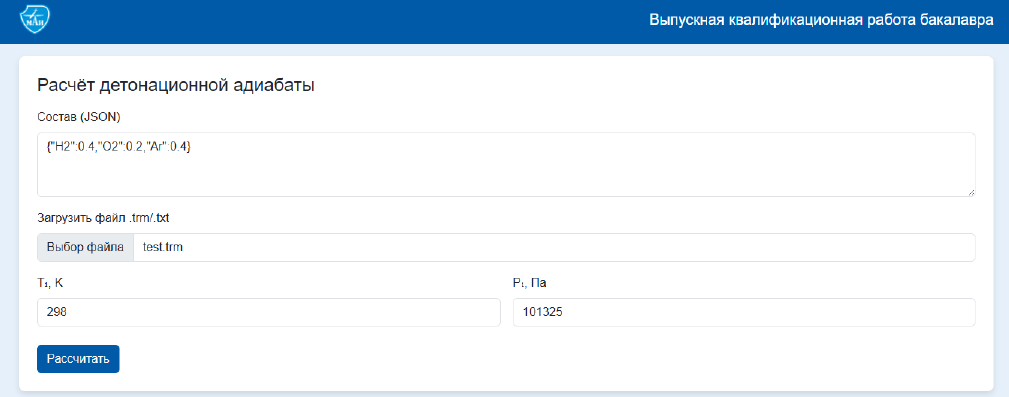 МАИ
Выпускная квалификационная работа бакалавра
Расчёт детонационной адиабаты
Состав (JSON)
{"H2":0.4,"O2":0.2,"Ar":0.4}
Загрузить файл .trm/.txt
Выбор файла test.trm
T₁, K P₁, Па
298 101325
Рассчитать